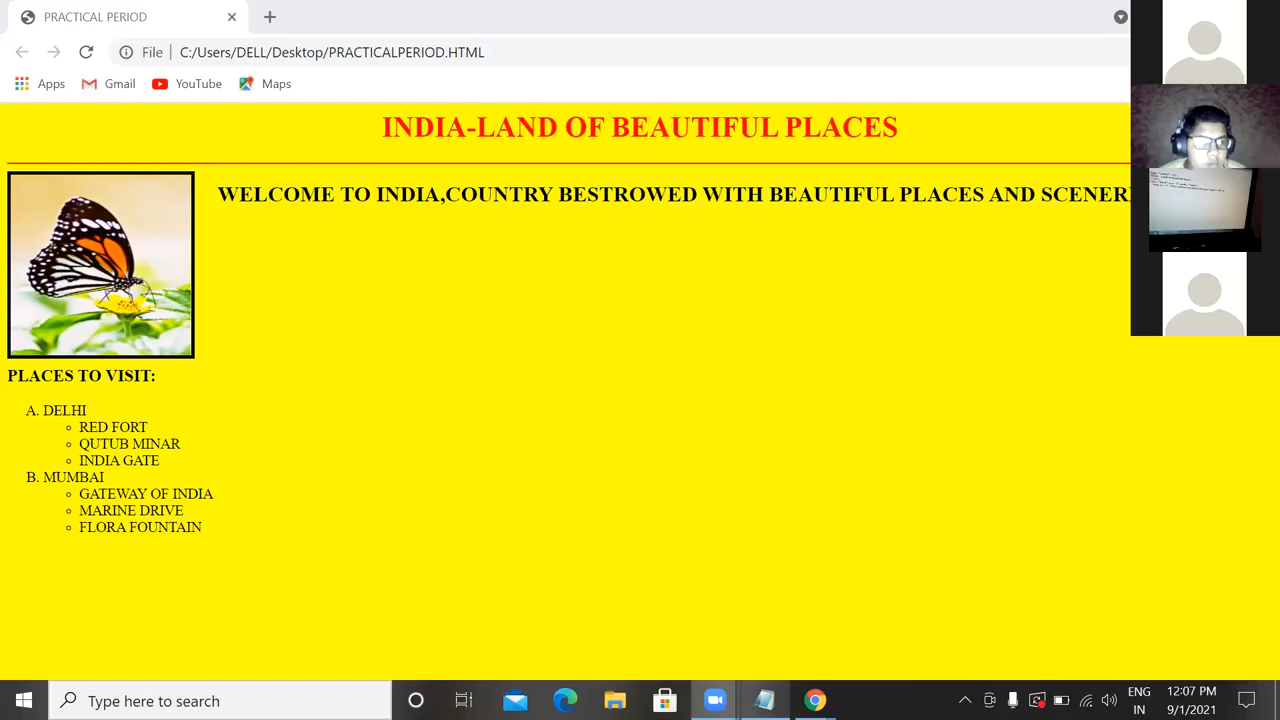 PRACTICAL PERIOD
File
C:/Users/DELL/Desktop/PRACTICALPERIOD.HTML
Apps
Gmail
YouTube
Maps
INDIA-LAND OF BEAUTIFUL PLACES
WELCOME TO INDIA,COUNTRY BESTROWED WITH BEAUTIFUL PLACES AND
PLACES TO VISIT:
A. DELHI
RED FORT
QUTUB MINAR
INDIA GATE
B. MUMBAI
GATEWAY OF INDIA
MARINE DRIVE
FLORA FOUNTAIN
Type here to search
ENG
IN
12:07 PM
9/1/2021